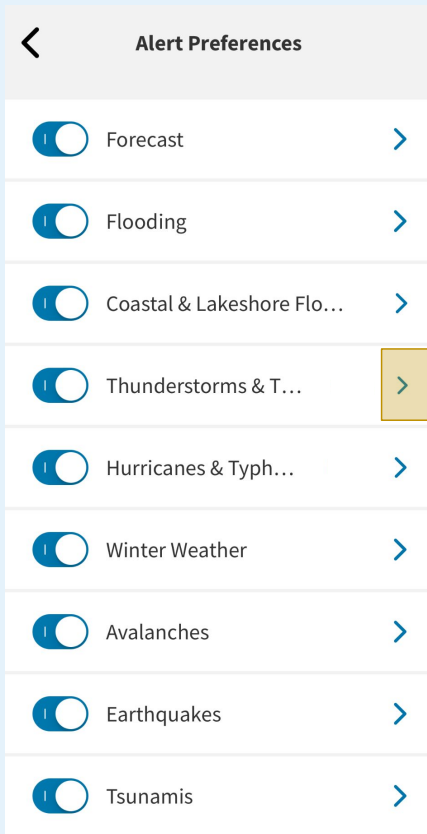 Alert Preferences
Forecast
Flooding
Coastal & Lakeshore Flo...
Thunderstorms & T...
Hurricanes & Typh...
Winter Weather
Avalanches
Earthquakes
Tsunamis